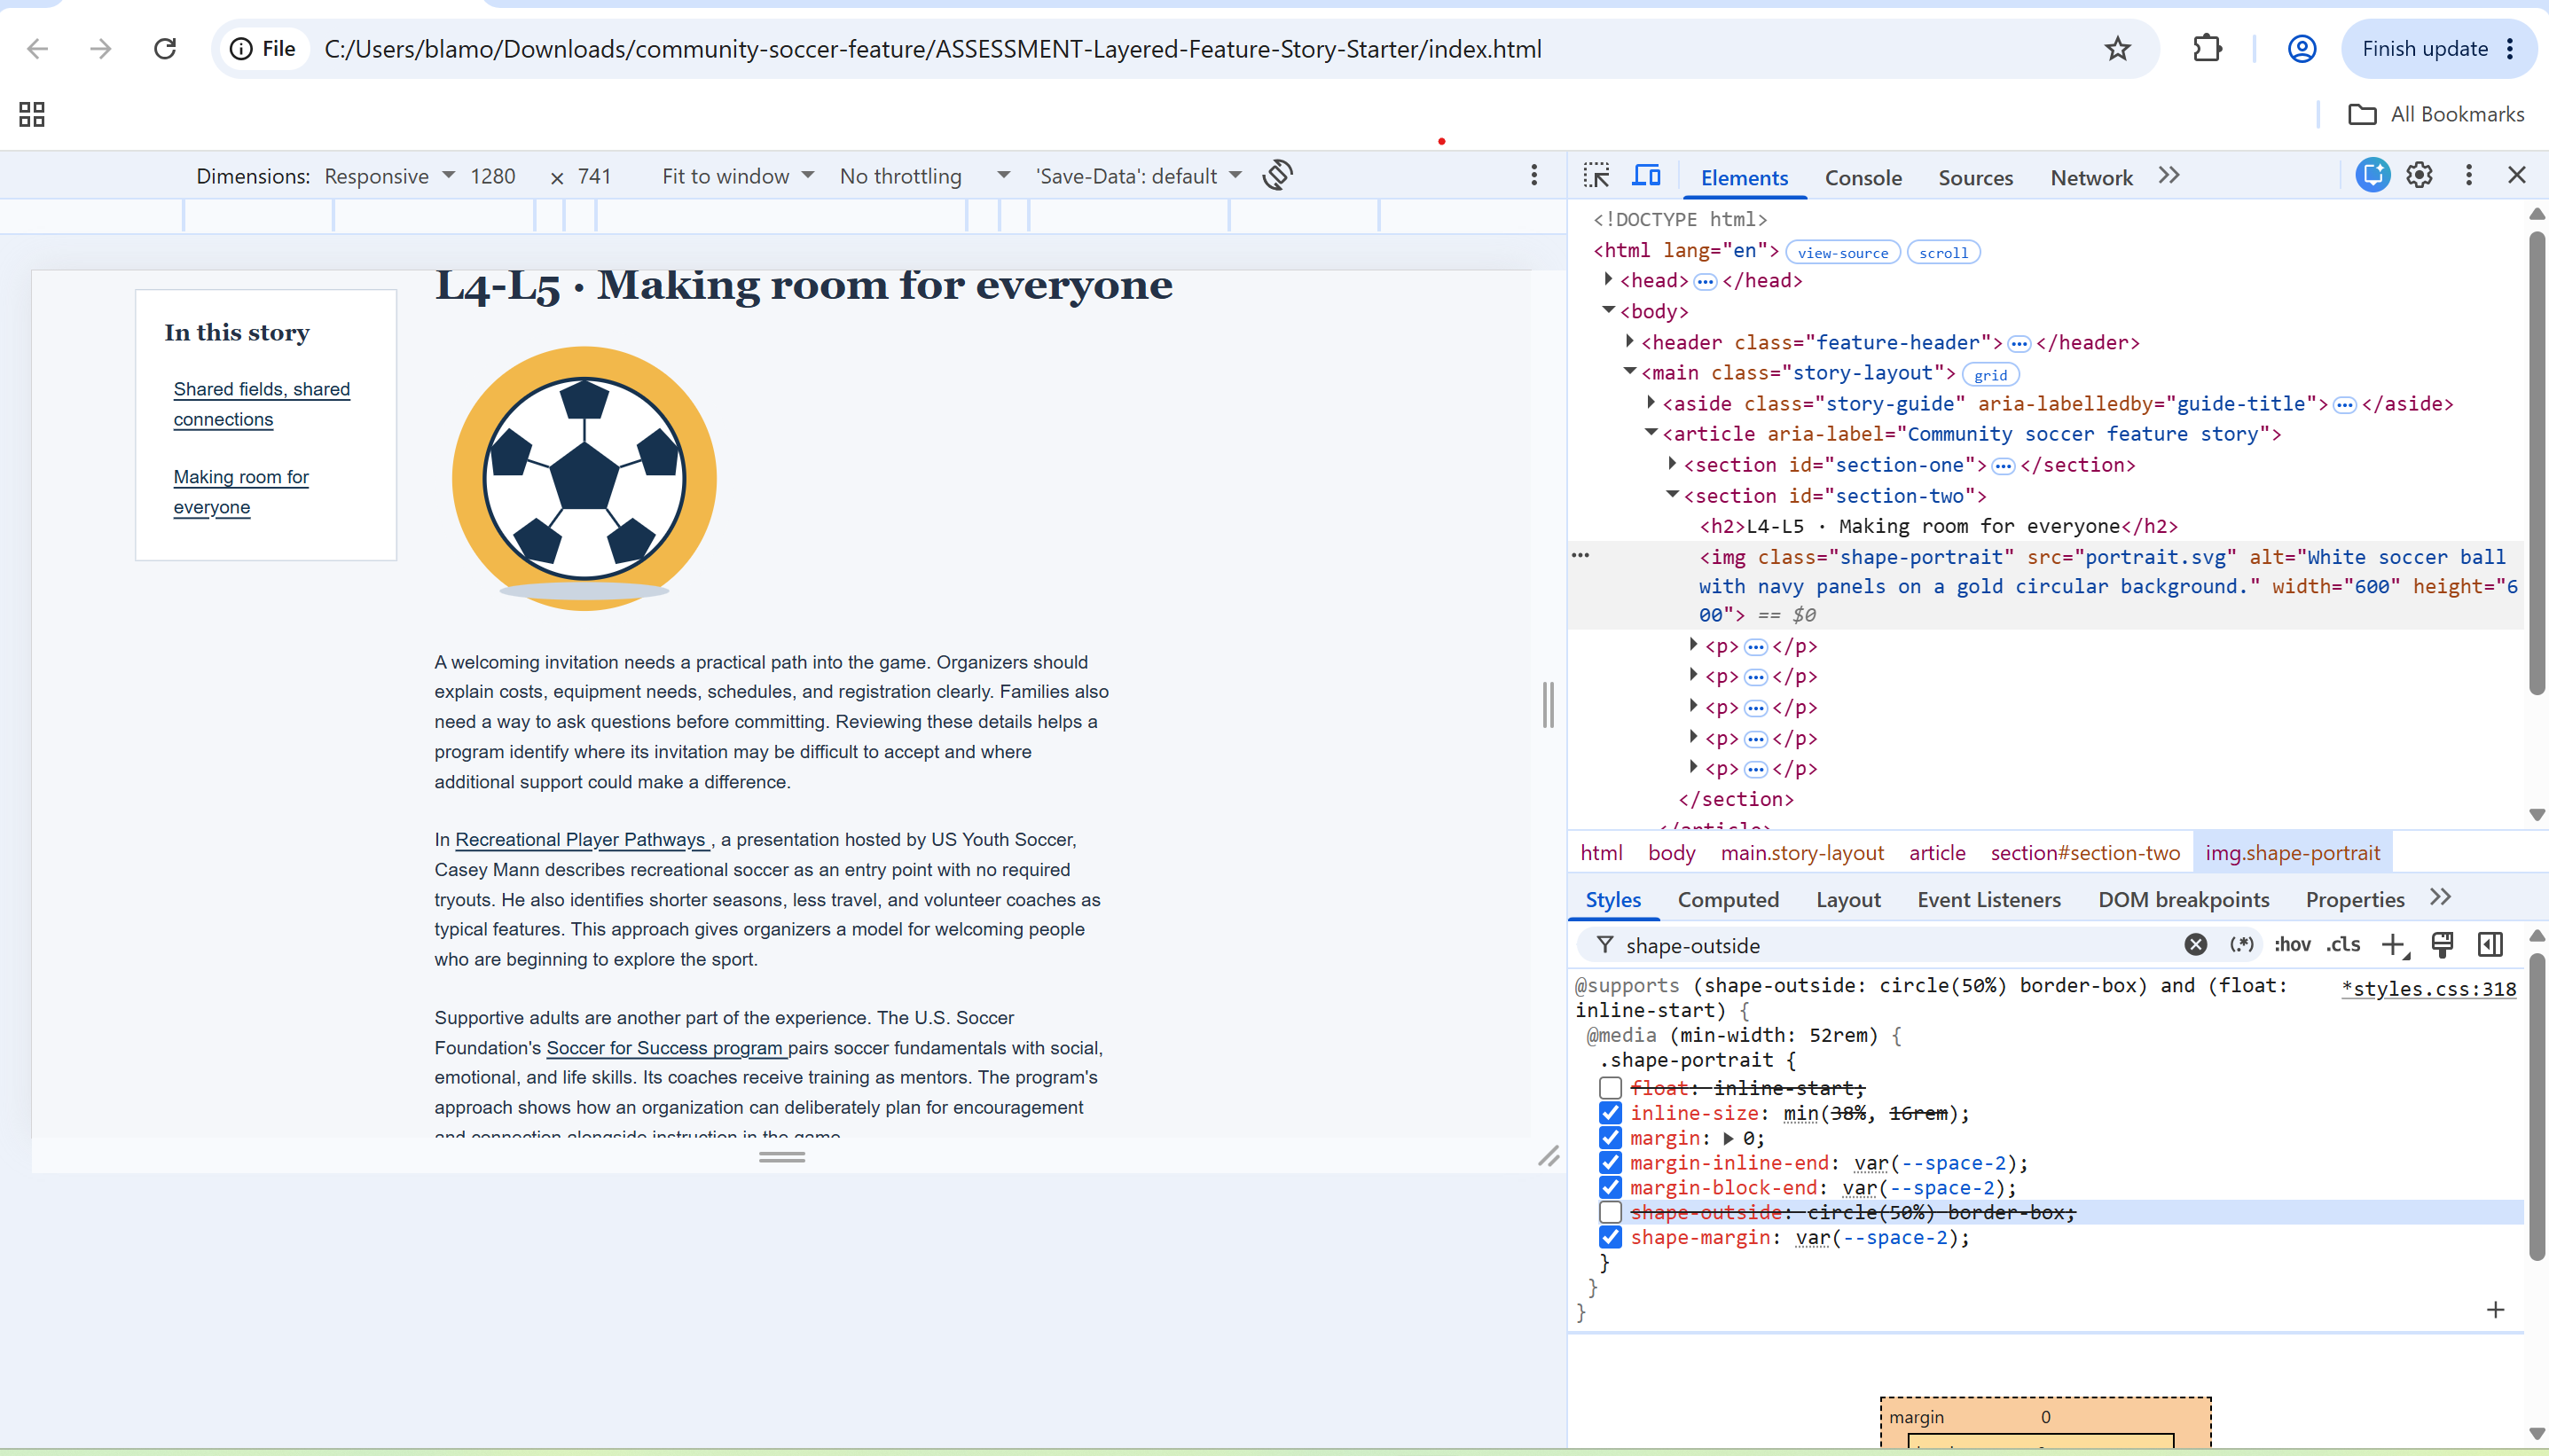 File C:/Users/blamo/Downloads/community-soccer-feature/ASSESSMENT-Layered-Feature-Story-Starter/index.html Finish update
All Bookmarks
Dimensions: Responsive 1280 × 741 Fit to window No throttling 'Save-Data': default
L4-L5 · Making room for everyone
In this story
Shared fields, shared
connections
Making room for
everyone
A welcoming invitation needs a practical path into the game. Organizers should
explain costs, equipment needs, schedules, and registration clearly. Families also
need a way to ask questions before committing. Reviewing these details helps a
program identify where its invitation may be difficult to accept and where
additional support could make a difference.
In Recreational Player Pathways , a presentation hosted by US Youth Soccer,
Casey Mann describes recreational soccer as an entry point with no required
tryouts. He also identifies shorter seasons, less travel, and volunteer coaches as
typical features. This approach gives organizers a model for welcoming people
who are beginning to explore the sport.
Supportive adults are another part of the experience. The U.S. Soccer
Foundation's Soccer for Success program pairs soccer fundamentals with social,
emotional, and life skills. Its coaches receive training as mentors. The program's
approach shows how an organization can deliberately plan for encouragement
and connection alongside instruction in the game.
Elements Console Sources Network
<!DOCTYPE html>
<html lang="en"> view-source scroll
<head> ••• </head>
<body>
<header class="feature-header"> ••• </header>
<main class="story-layout"> grid
<aside class="story-guide" aria-labelledby="guide-title"> ••• </aside>
<article aria-label="Community soccer feature story">
<section id="section-one"> ••• </section>
<section id="section-two">
<h2>L4-L5 · Making room for everyone</h2>
••• <img class="shape-portrait" src="portrait.svg" alt="White soccer ball
with navy panels on a gold circular background." width="600" height="6
00"> == $0
<p> ••• </p>
<p> ••• </p>
<p> ••• </p>
<p> ••• </p>
<p> ••• </p>
</section>
</article>
html body main.story-layout article section#section-two img.shape-portrait
Styles Computed Layout Event Listeners DOM breakpoints Properties
shape-outside (.*) :hov .cls
@supports (shape-outside: circle(50%) border-box) and (float: *styles.css:318
inline-start) {
@media (min-width: 52rem) {
.shape-portrait {
float: inline-start;
inline-size: min(38%, 16rem);
margin: 0;
margin-inline-end: var(--space-2);
margin-block-end: var(--space-2);
shape-outside: circle(50%) border-box;
shape-margin: var(--space-2);
}
}
}
margin 0